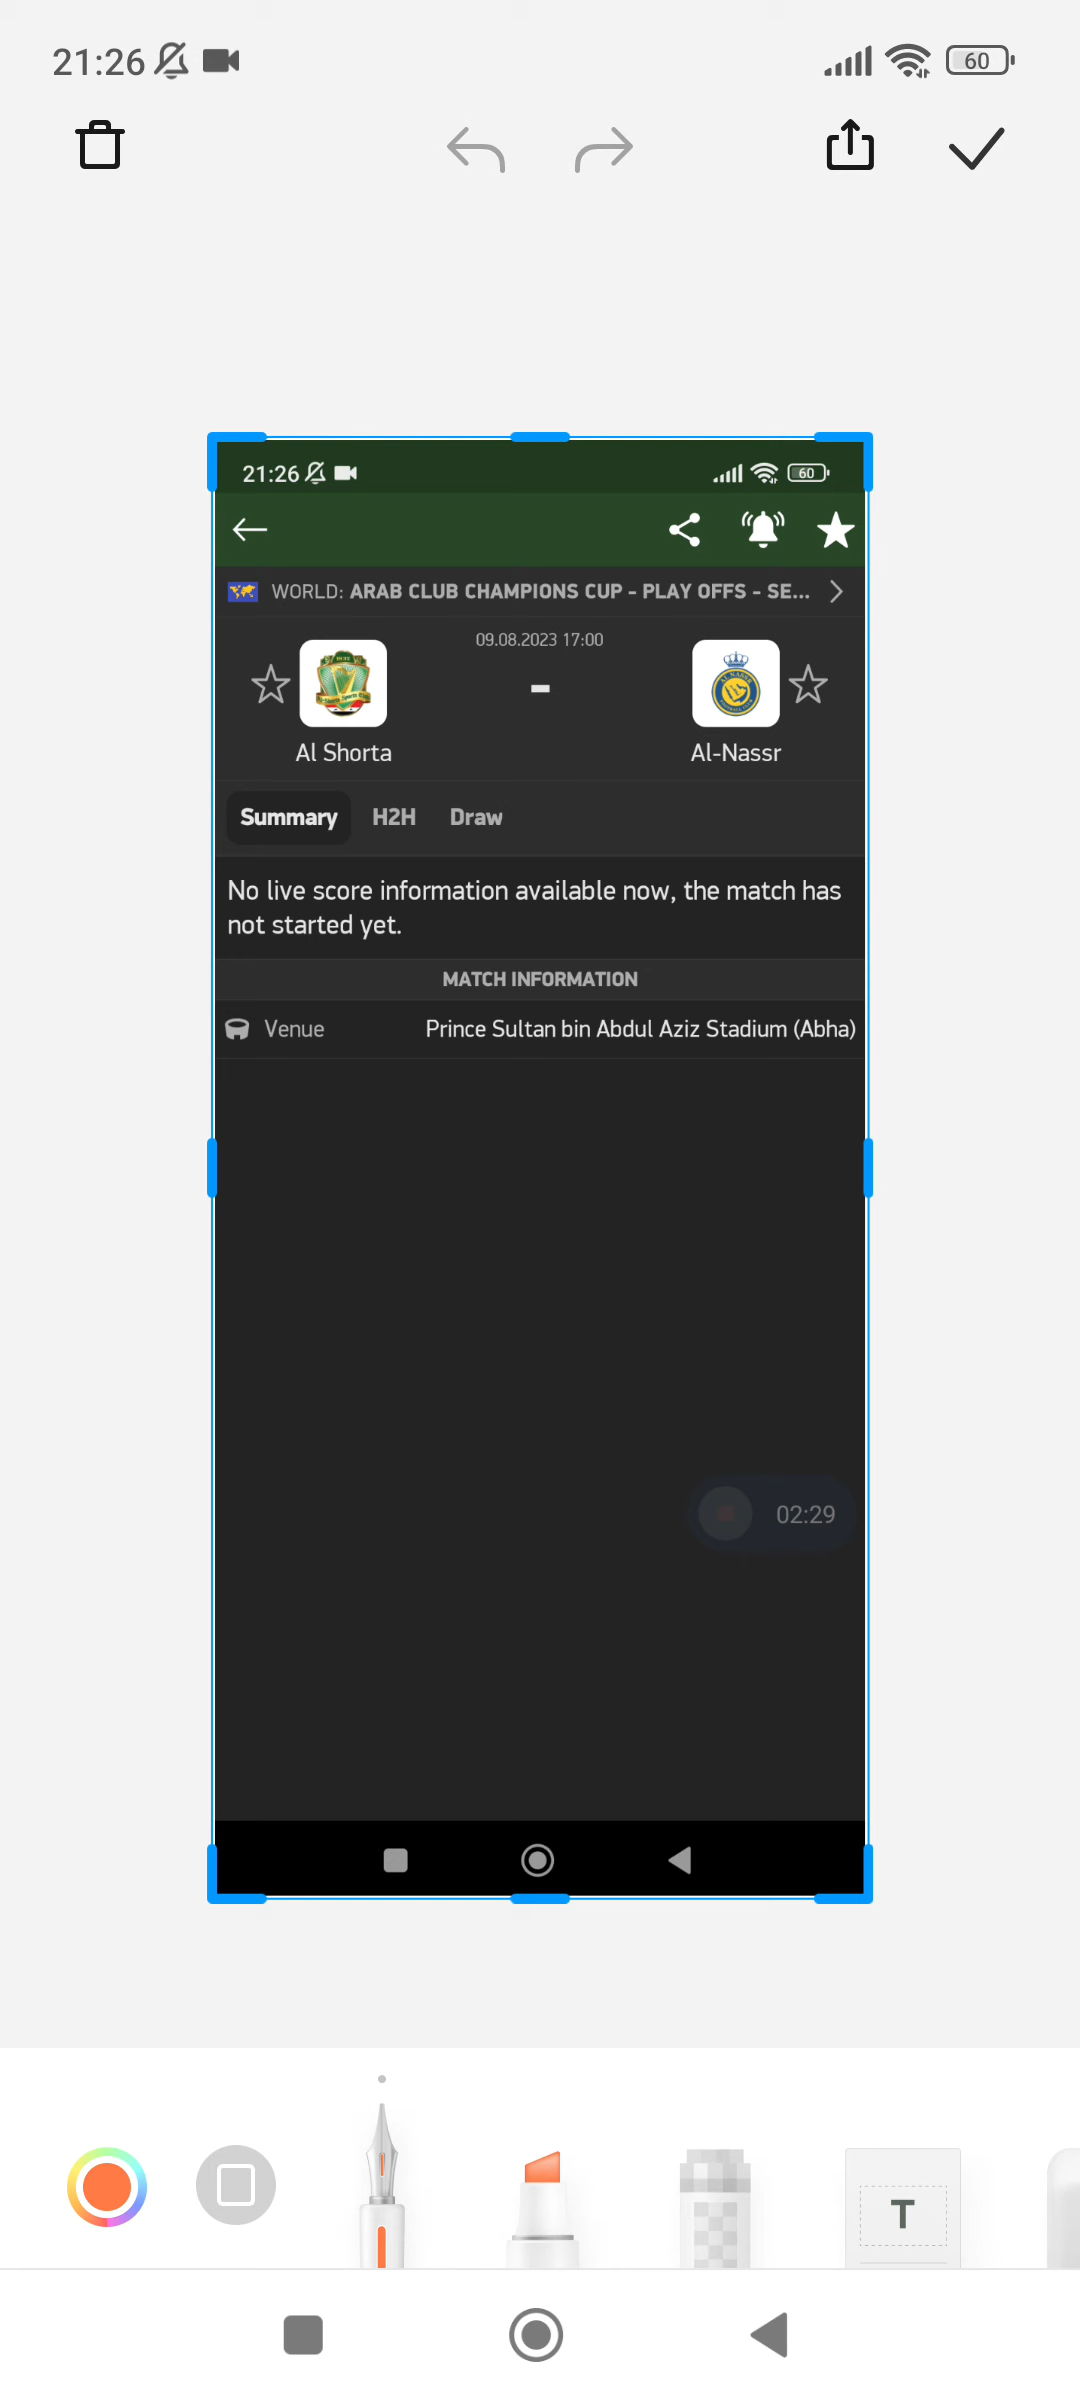 21:26
60
21:26
60
WORLD: ARAB CLUB CHAMPIONS CUP - PLAY OFFS - SE...
09.08.2023 17:00
-
Al Shorta
Al-Nassr
Summary H2H Draw
No live score information available now, the match has
not started yet.
MATCH INFORMATION
Venue Prince Sultan bin Abdul Aziz Stadium (Abha)
02:29
T